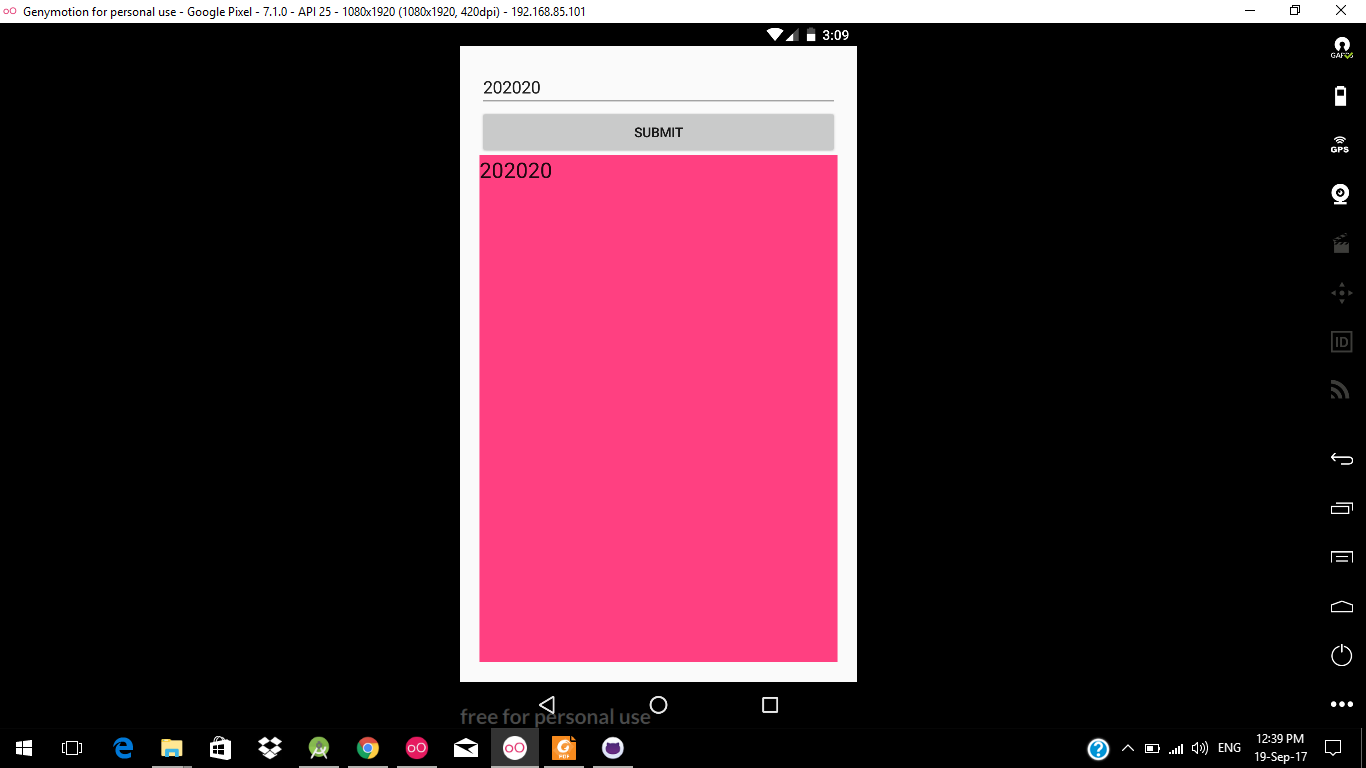 Genymotion for personal use - Google Pixel - 7.1.0 - API 25 - 1080x1920 (1080x1920, 420dpi) - 192.168.85.101
3:09
202020
SUBMIT
202020
GPS
ID
free for personal use
ENG
12:39 PM
19-Sep-17